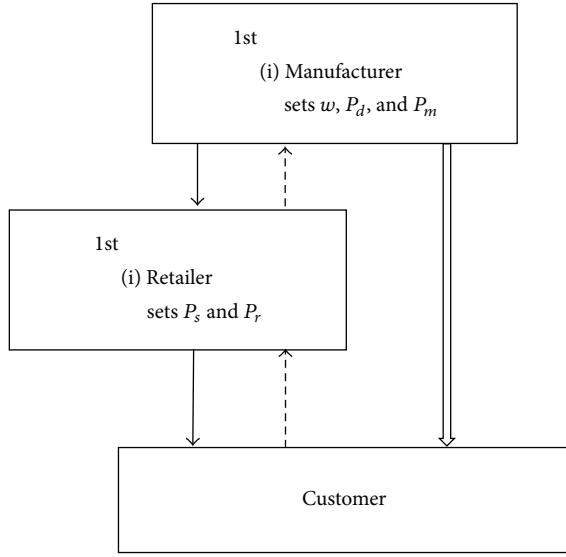 1st
(i) Manufacturer
sets w, P_d, and P_m
1st
(i) Retailer
sets P_s and P_r
Customer